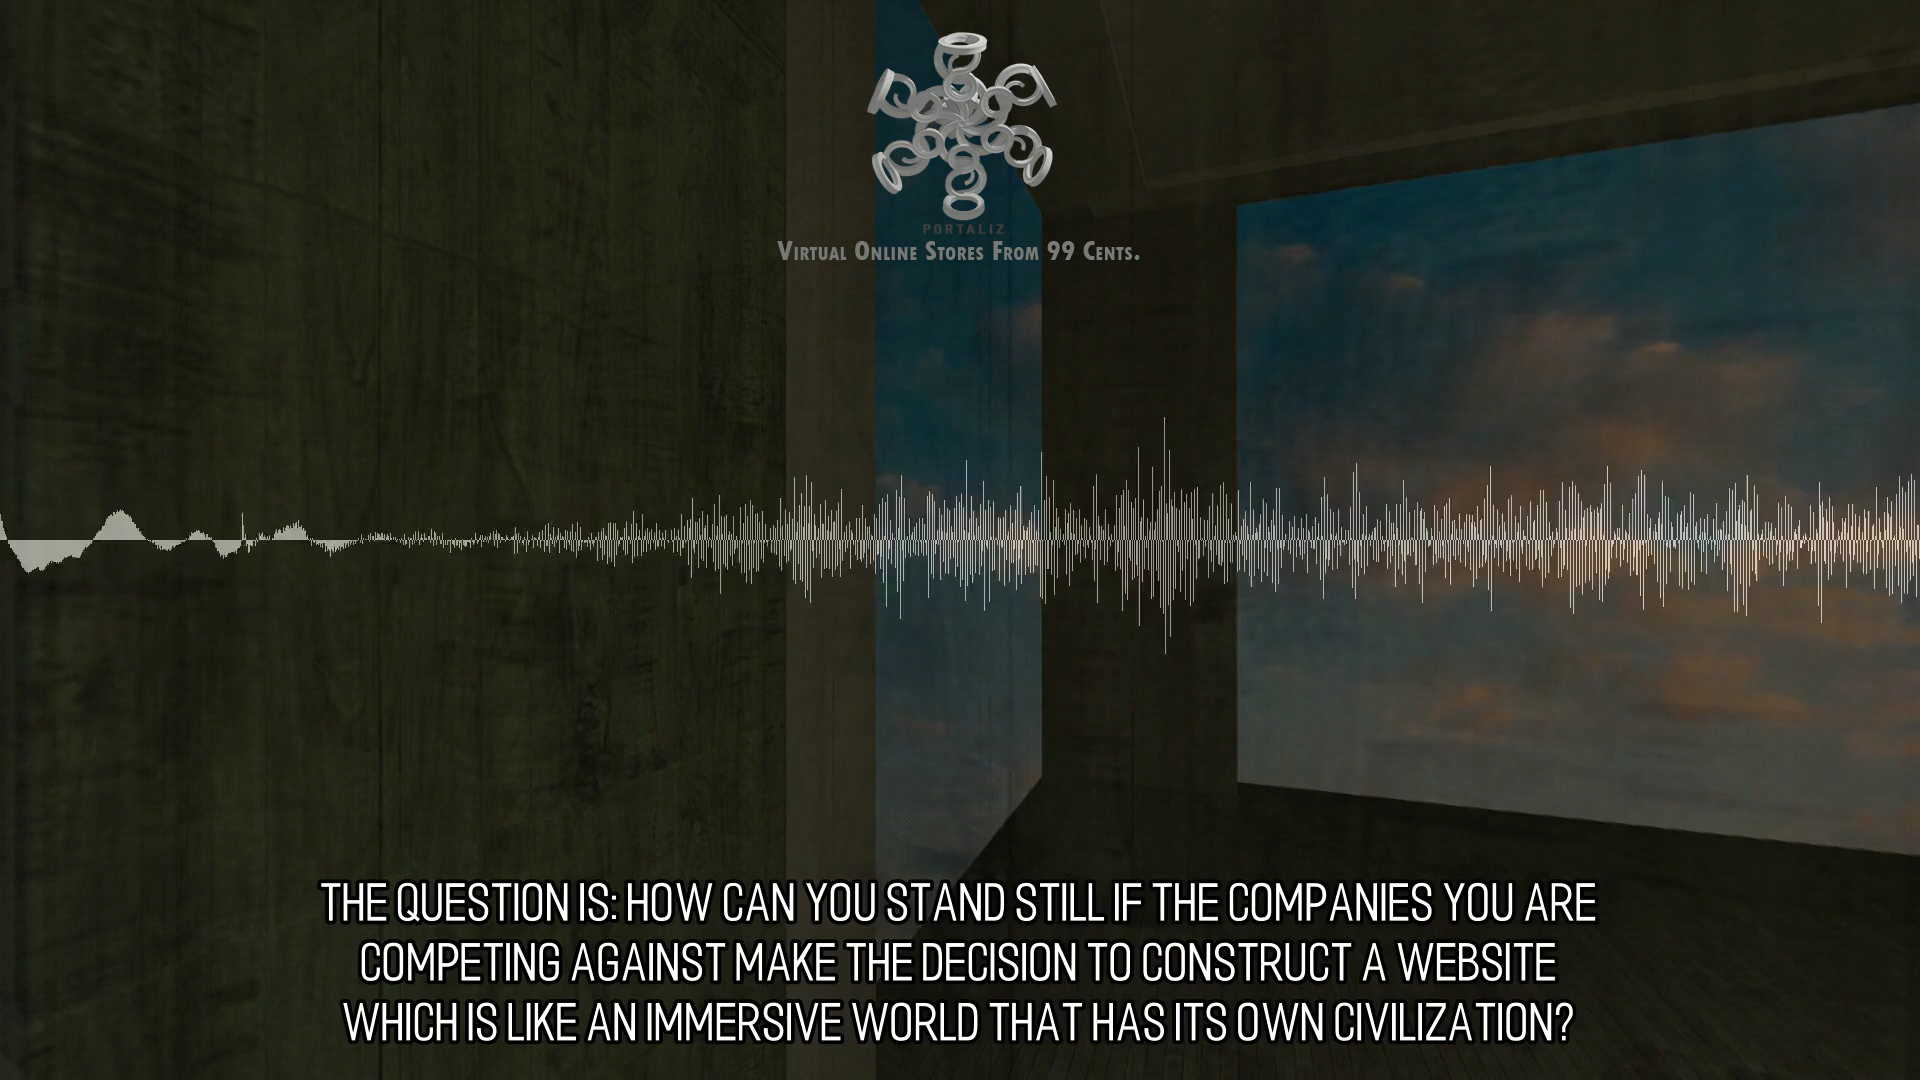 PORTALIZ
Virtual Online Stores From 99 Cents.
THE QUESTION IS: HOW CAN YOU STAND STILL IF THE COMPANIES YOU ARE
COMPETING AGAINST MAKE THE DECISION TO CONSTRUCT A WEBSITE
WHICH IS LIKE AN IMMERSIVE WORLD THAT HAS ITS OWN CIVILIZATION?